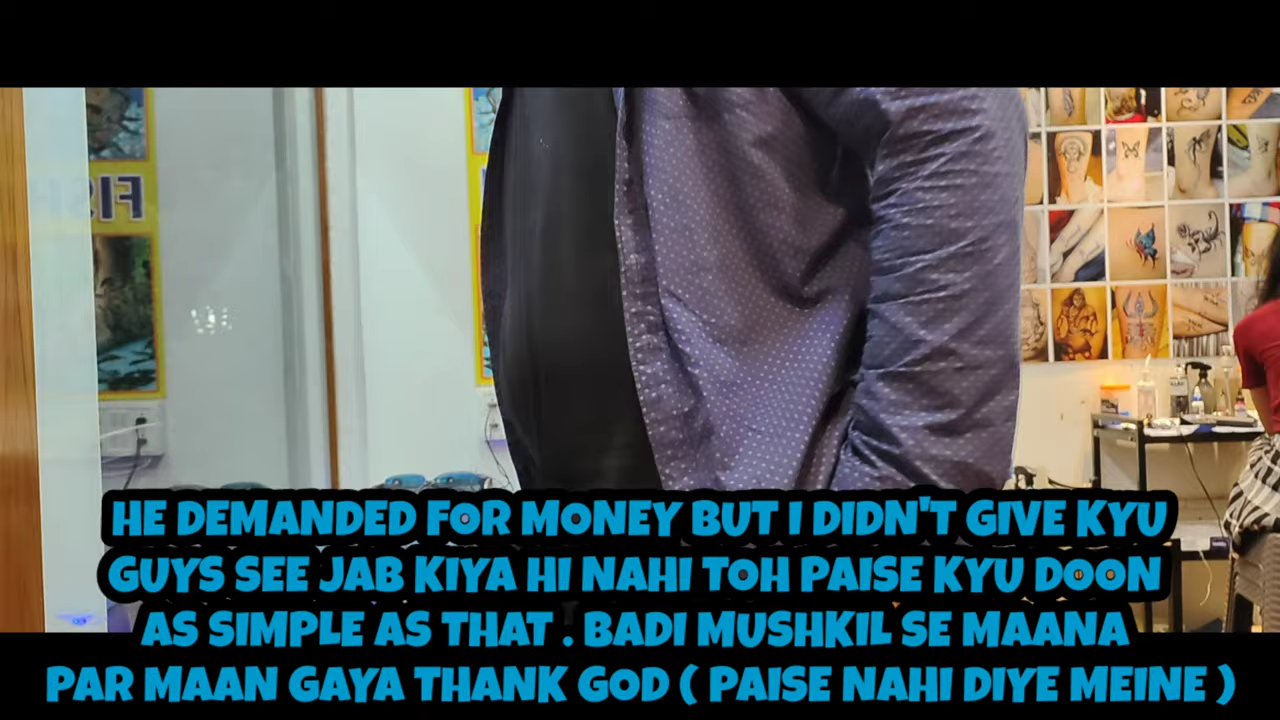 FISH
HE DEMANDED FOR MONEY BUT I DIDN'T GIVE KYU
GUYS SEE JAB KIYA HI NAHI TOH PAISE KYU DOON
AS SIMPLE AS THAT . BADI MUSHKIL SE MAANA
PAR MAAN GAYA THANK GOD ( PAISE NAHI DIYE MEINE )